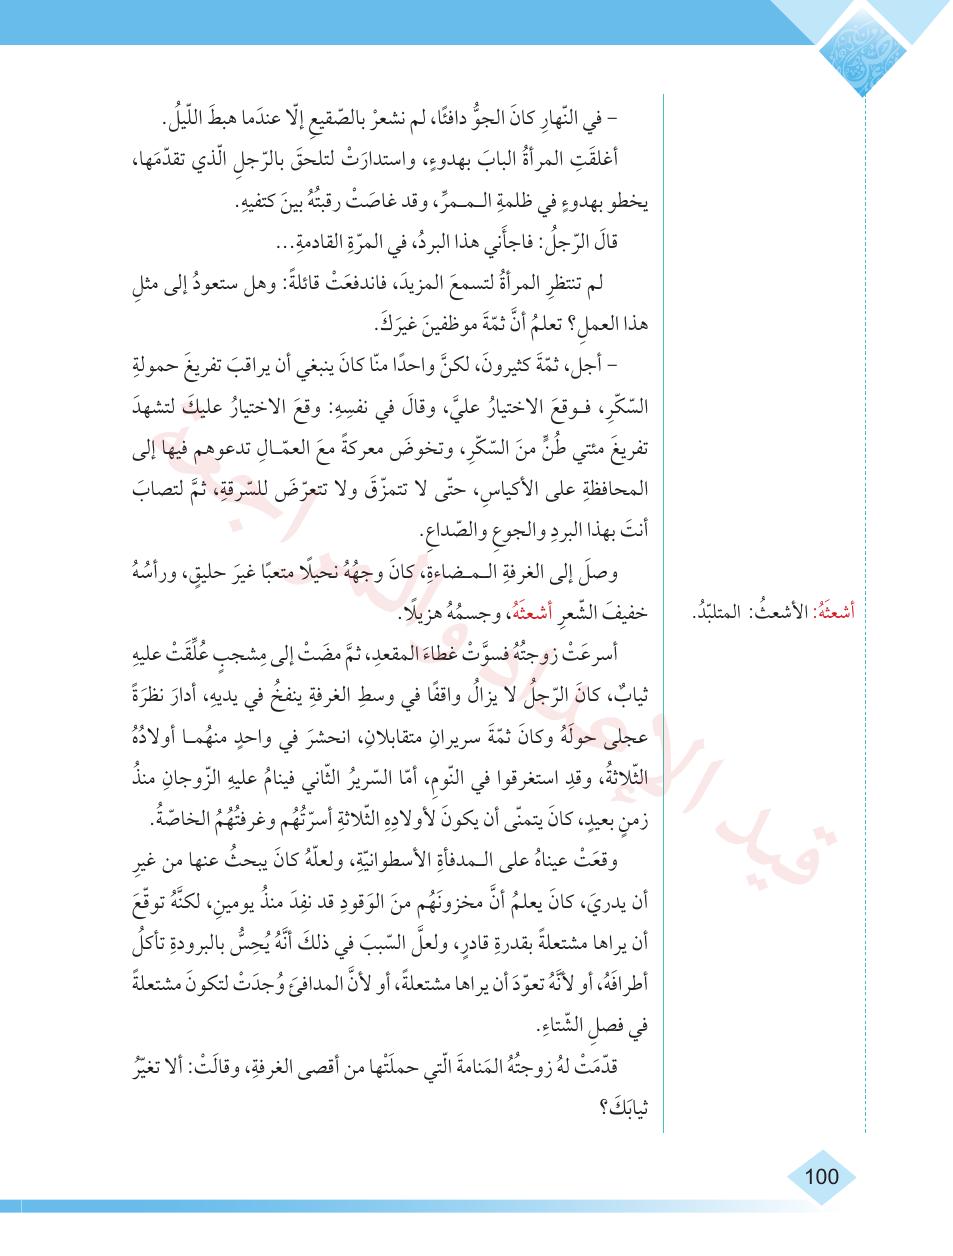 – في النّهارِ كانَ الجوُّ دافئًا، لم نشعرْ بالصّقيعِ إلّا عندَما هبطَ اللّيلُ.
أغلقَتِ المرأةُ البابَ بهدوءٍ، واستدارَتْ لتلحقَ بالرّجلِ الّذي تقدّمَها،
يخطو بهدوءٍ في ظلمةِ الـمـمرِّ، وقد غاصَتْ رقبتُهُ بينَ كتفيهِ.
قالَ الرّجلُ: فاجأَني هذا البردُ، في المرّةِ القادمةِ...
لم تنتظرِ المرأةُ لتسمعَ المزيدَ، فاندفعَتْ قائلةً: وهل ستعودُ إلى مثلِ
هذا العملِ؟ تعلمُ أنَّ ثمّةَ موظفينَ غيرَكَ.
– أجل، ثمّةَ كثيرونَ، لكنَّ واحدًا منّا كانَ ينبغي أن يراقبَ تفريغَ حمولةِ
السّكّرِ، فـوقعَ الاختيارُ عليَّ، وقالَ في نفسِهِ: وقعَ الاختيارُ عليكَ لتشهدَ
تفريغَ مئتي طُنٍّ منَ السّكّرِ، وتخوضَ معركةً معَ العمّـالِ تدعوهم فيها إلى
المحافظةِ على الأكياسِ، حتّى لا تتمزّقَ ولا تتعرّضَ للسّرقةِ، ثمَّ لتصابَ
أنتَ بهذا البردِ والجوعِ والصّداعِ.
وصلَ إلى الغرفةِ الـمـضاءةِ، كانَ وجهُهُ نحيلًا متعبًا غيرَ حليقٍ، ورأسُهُ
خفيفَ الشّعرِ أشعثَهُ، وجسمُهُ هزيلًا.
أشعثَهُ: الأشعثُ: المتلبّدُ.
أسرعَتْ زوجتُهُ فسوَّتْ غطاءَ المقعدِ، ثمَّ مضَتْ إلى مِشجبٍ عُلِّقَتْ عليهِ
ثيابٌ، كانَ الرّجلُ لا يزالُ واقفًا في وسطِ الغرفةِ ينفخُ في يديهِ، أدارَ نظرَةً
عجلى حولَهُ وكانَ ثمّةَ سريرانِ متقابلانِ، انحشرَ في واحدٍ منهُمـا أولادُهُ
الثّلاثةُ، وقدِ استغرقوا في النّومِ، أمّا السّريرُ الثّاني فينامُ عليهِ الزّوجانِ منذُ
زمنٍ بعيدٍ، كانَ يتمنّى أن يكونَ لأولادِهِ الثّلاثةِ أسرّتُهُم وغرفتُهُمُ الخاصّةُ.
وقعَتْ عيناهُ على الـمدفأةِ الأسطوانيّةِ، ولعلّهُ كانَ يبحثُ عنها من غيرِ
أن يدريَ، كانَ يعلمُ أنَّ مخزونَهُم منَ الوَقودِ قد نفِدَ منذُ يومينِ، لكنَّهُ توقّعَ
أن يراها مشتعلةً بقدرةِ قادرٍ، ولعلَّ السّببَ في ذلكَ أنَّهُ يُحِسُّ بالبرودةِ تأكلُ
أطرافَهُ، أو لأنَّهُ تعوّدَ أن يراها مشتعلةً، أو لأنَّ المدافئَ وُجدَتْ لتكونَ مشتعلةً
في فصلِ الشّتاءِ.
قدّمَتْ لهُ زوجتُهُ المَنامةَ الّتي حملَتْها من أقصى الغرفةِ، وقالَتْ: ألا تغيّرُ
ثيابَكَ؟
قيد الإعداد والمراجعة
100